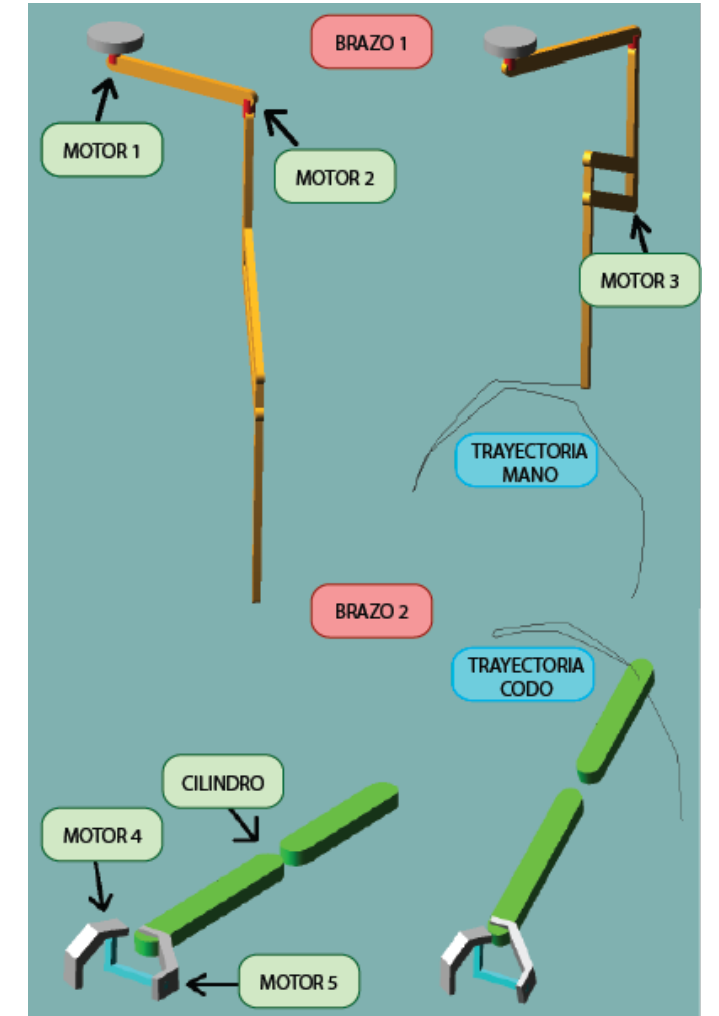 BRAZO 1
MOTOR 1
MOTOR 2
MOTOR 3
TRAYECTORIA
MANO
BRAZO 2
TRAYECTORIA
CODO
CILINDRO
MOTOR 4
MOTOR 5